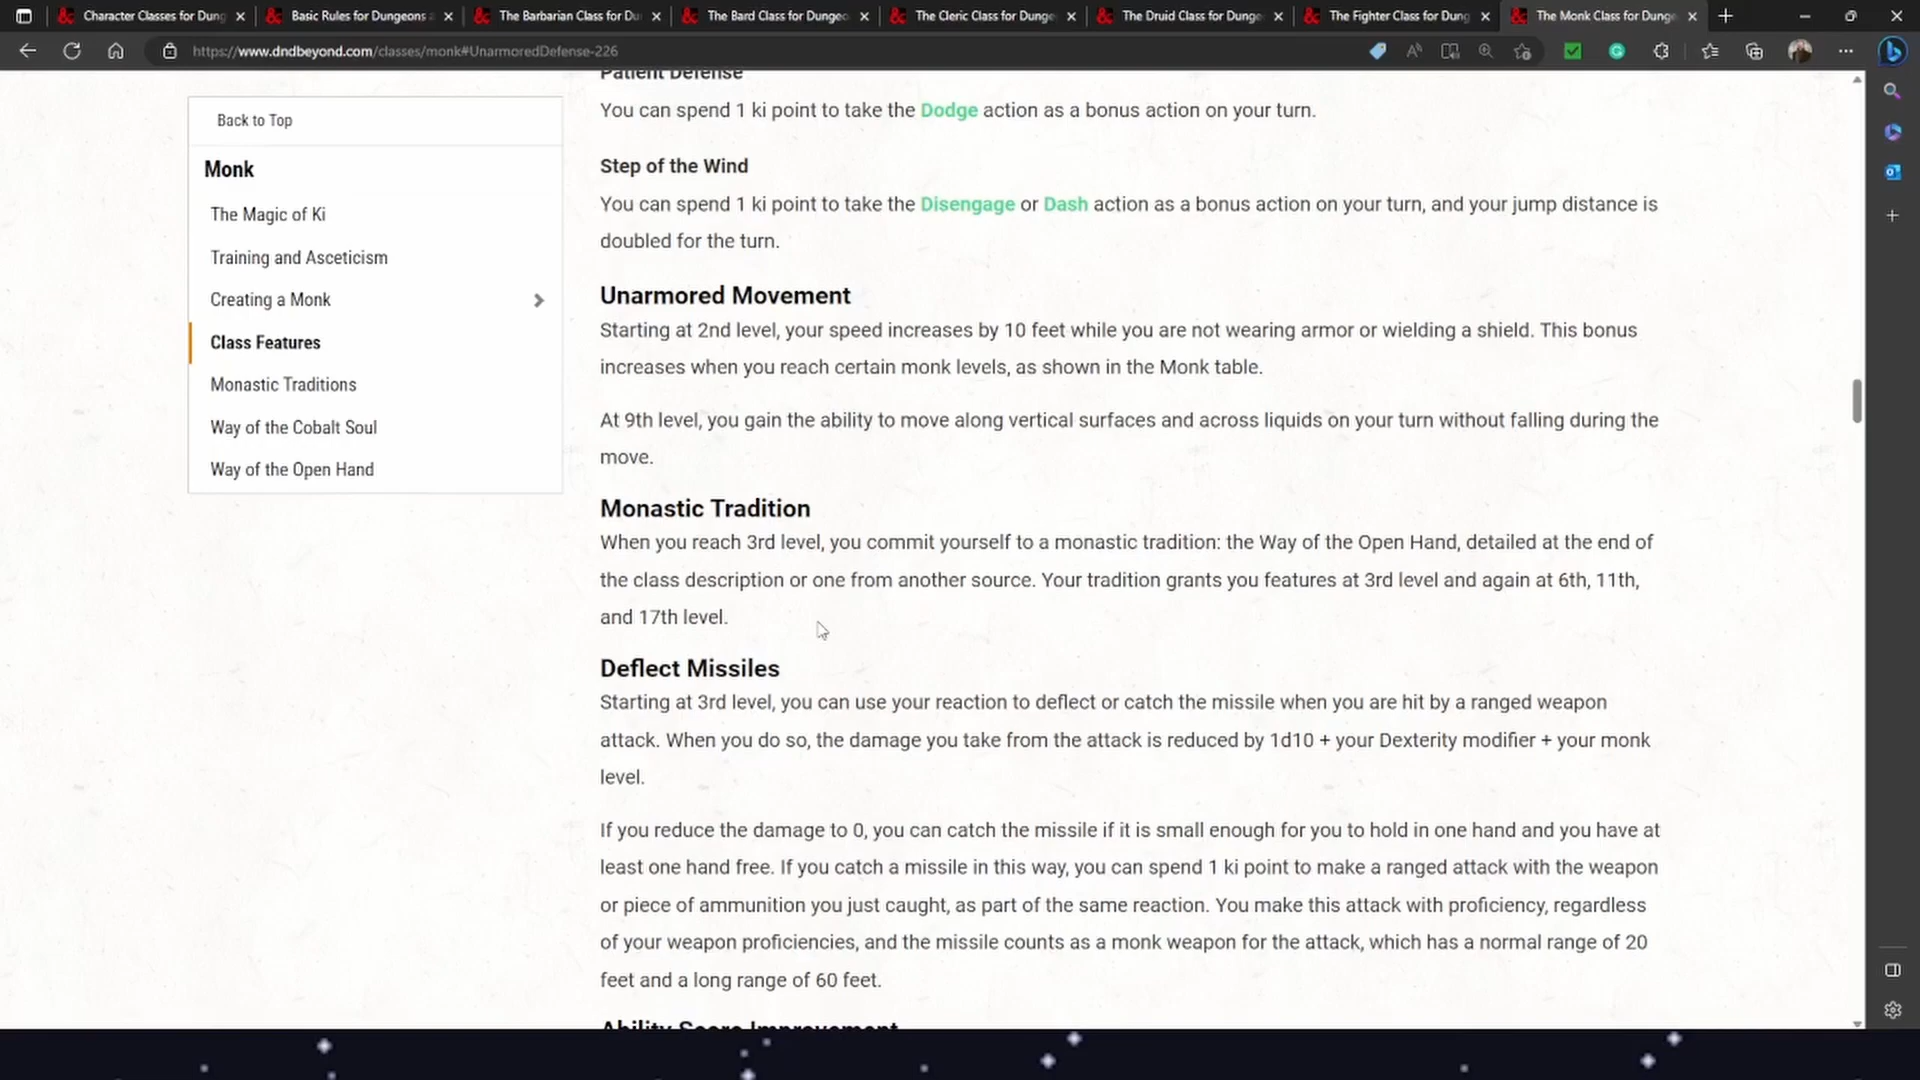 Character Classes for Dung
Basic Rules for Dungeons
The Barbarian Class for Du
The Bard Class for Dungeo
The Cleric Class for Dunge
The Druid Class for Dunge
The Fighter Class for Dung
The Monk Class for Dunge
https://www.dndbeyond.com/classes/monk#UnarmoredDefense-226
Back to Top
Monk
The Magic of Ki
Training and Asceticism
Creating a Monk
Class Features
Monastic Traditions
Way of the Cobalt Soul
Way of the Open Hand
Patient Defense
You can spend 1 ki point to take the Dodge action as a bonus action on your turn.
Step of the Wind
You can spend 1 ki point to take the Disengage or Dash action as a bonus action on your turn, and your jump distance is
doubled for the turn.
Unarmored Movement
Starting at 2nd level, your speed increases by 10 feet while you are not wearing armor or wielding a shield. This bonus
increases when you reach certain monk levels, as shown in the Monk table.
At 9th level, you gain the ability to move along vertical surfaces and across liquids on your turn without falling during the
move.
Monastic Tradition
When you reach 3rd level, you commit yourself to a monastic tradition: the Way of the Open Hand, detailed at the end of
the class description or one from another source. Your tradition grants you features at 3rd level and again at 6th, 11th,
and 17th level.
Deflect Missiles
Starting at 3rd level, you can use your reaction to deflect or catch the missile when you are hit by a ranged weapon
attack. When you do so, the damage you take from the attack is reduced by 1d10 + your Dexterity modifier + your monk
level.
If you reduce the damage to 0, you can catch the missile if it is small enough for you to hold in one hand and you have at
least one hand free. If you catch a missile in this way, you can spend 1 ki point to make a ranged attack with the weapon
or piece of ammunition you just caught, as part of the same reaction. You make this attack with proficiency, regardless
of your weapon proficiencies, and the missile counts as a monk weapon for the attack, which has a normal range of 20
feet and a long range of 60 feet.
Ability Score Improvement